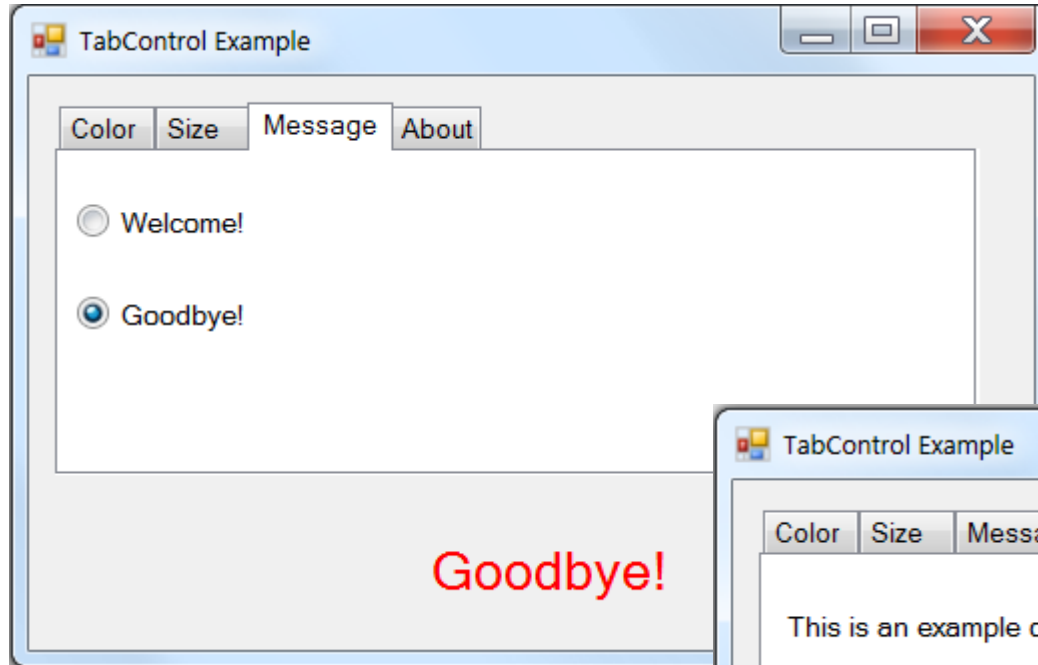 TabControl Example
Color Size Message About
Welcome!
Goodbye!
Goodbye!
TabControl Example
Color Size
This is an example